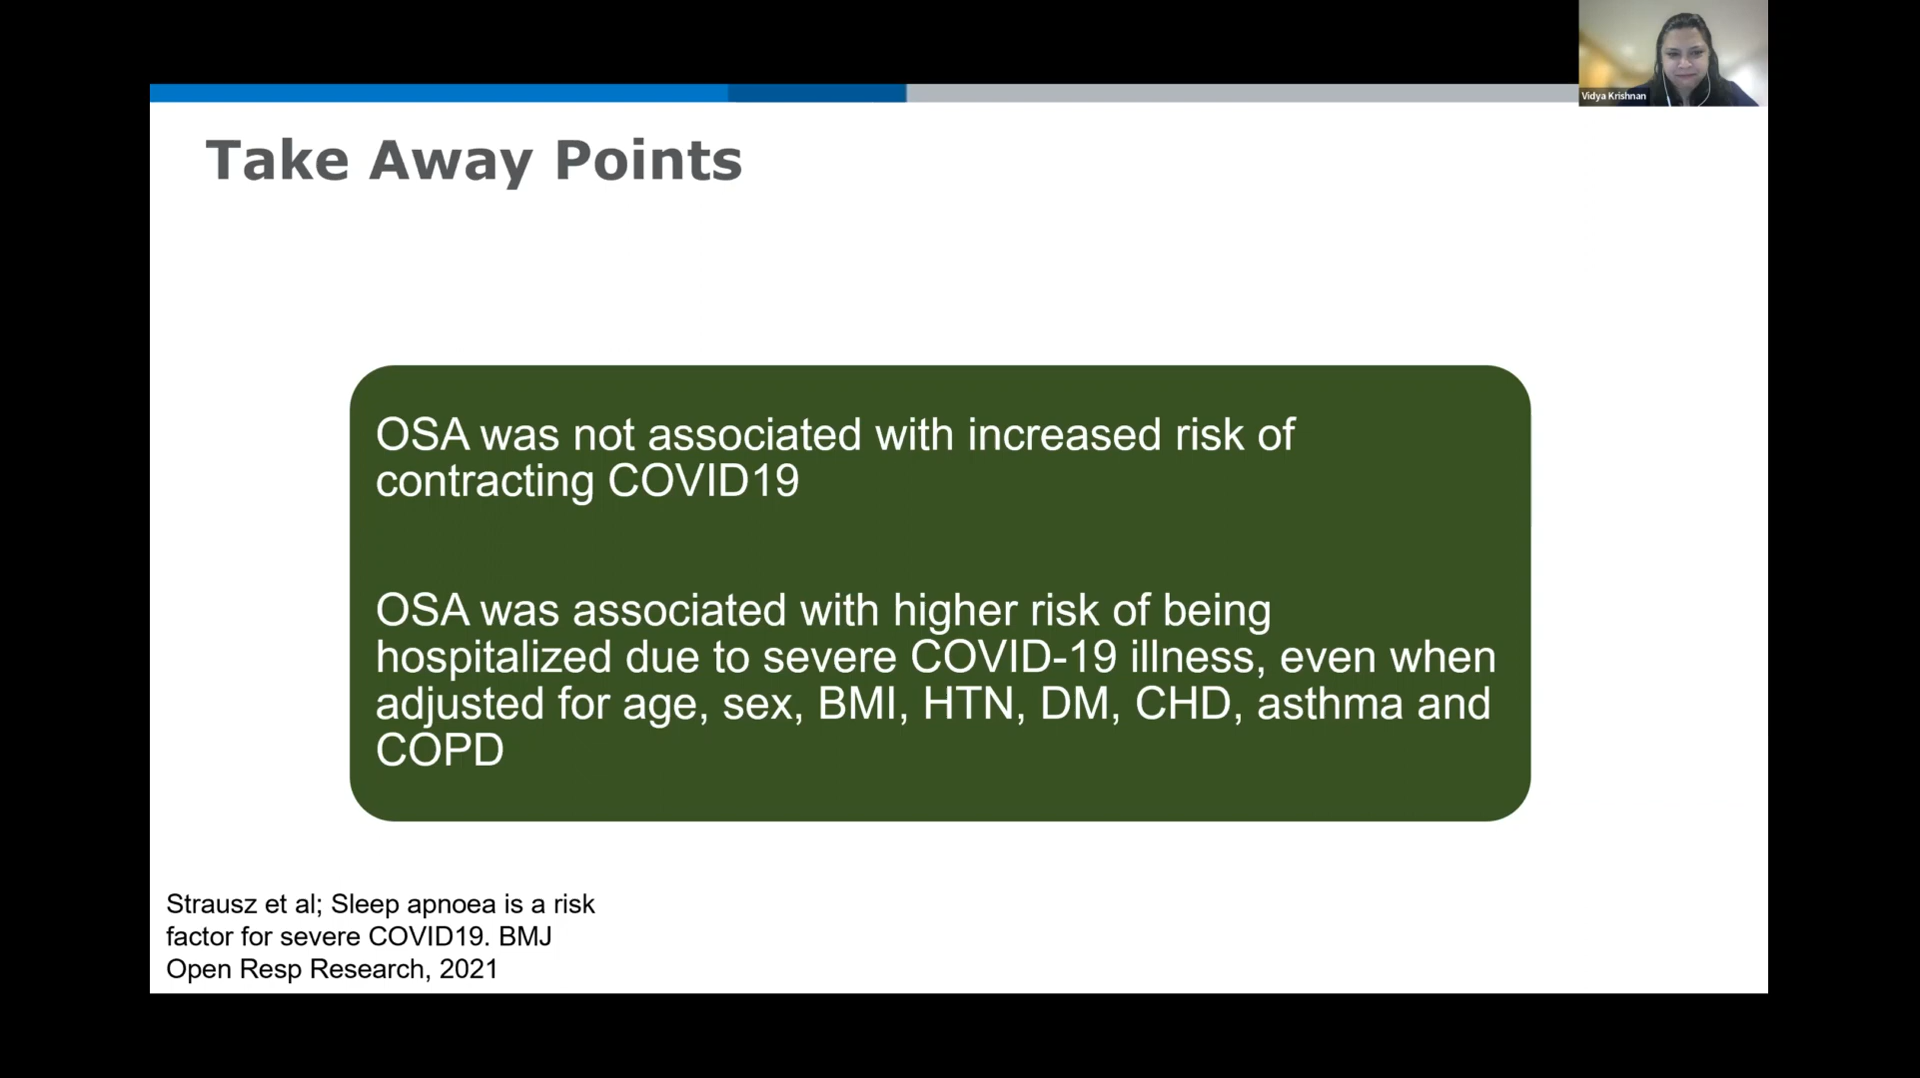 Vidya Krishnan
Take Away Points
OSA was not associated with increased risk of
contracting COVID19
OSA was associated with higher risk of being
hospitalized due to severe COVID-19 illness, even when
adjusted for age, sex, BMI, HTN, DM, CHD, asthma and
COPD
Strausz et al; Sleep apnoea is a risk
factor for severe COVID19. BMJ
Open Resp Research, 2021